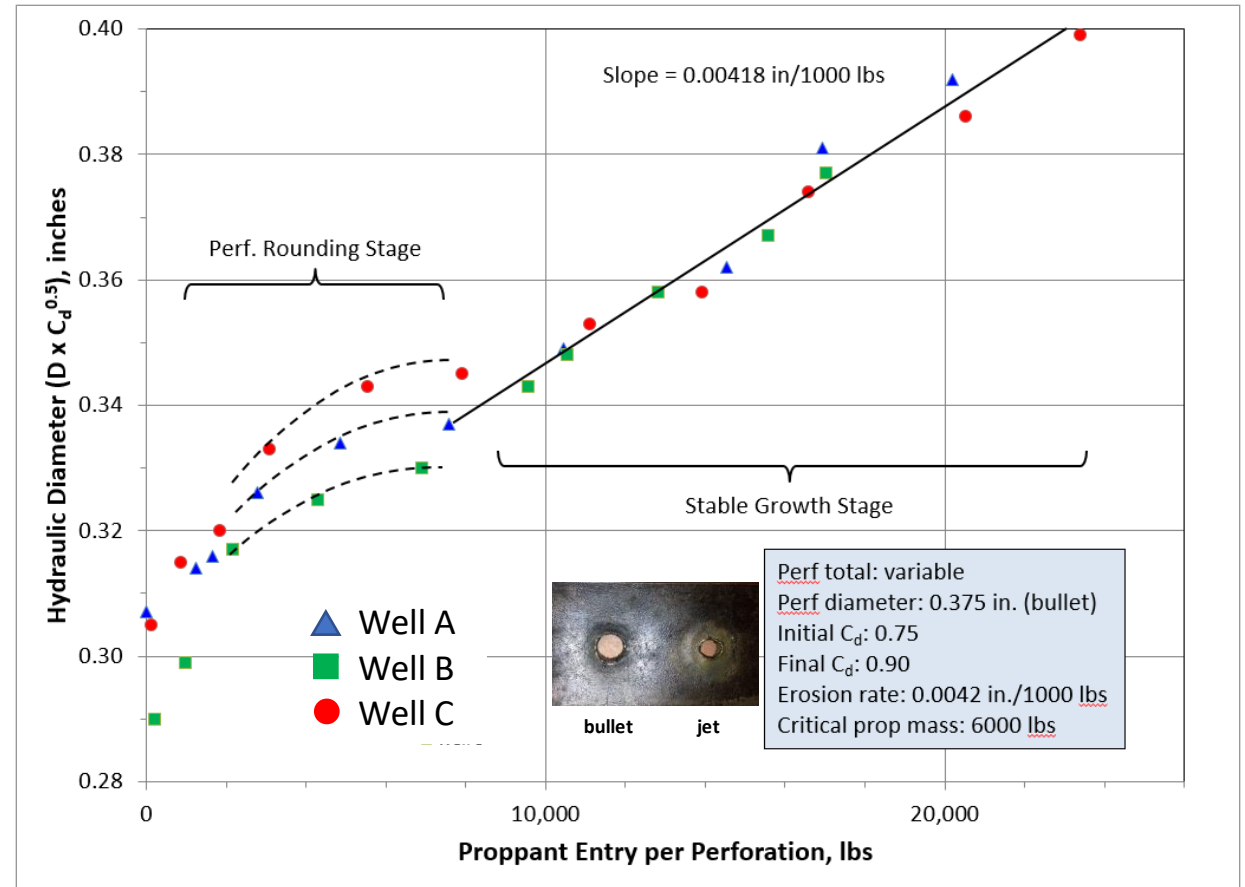 0.40
0.38
0.36
0.34
0.32
0.30
0.28
Hydraulic Diameter (D x Cd^0.5), inches
Slope = 0.00418 in/1000 lbs
Perf. Rounding Stage
Stable Growth Stage
Well A
Well B
Well C
bullet jet
Perf total: variable
Perf diameter: 0.375 in. (bullet)
Initial Cd: 0.75
Final Cd: 0.90
Erosion rate: 0.0042 in./1000 lbs
Critical prop mass: 6000 lbs
0 10,000 20,000
Proppant Entry per Perforation, lbs